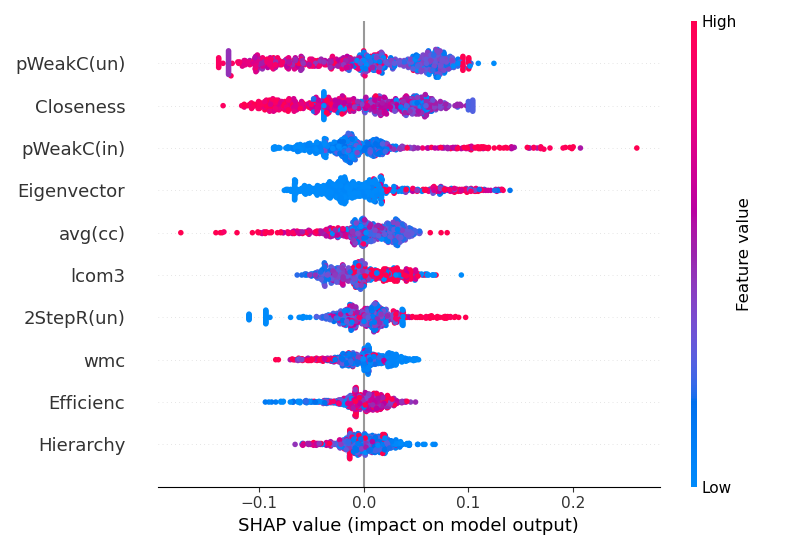 High
pWeakC(un)
Closeness
pWeakC(in)
Eigenvector
avg(cc)
lcom3
2StepR(un)
wmc
Efficienc
Hierarchy
Feature value
Low
−0.1 0.0 0.1 0.2
SHAP value (impact on model output)